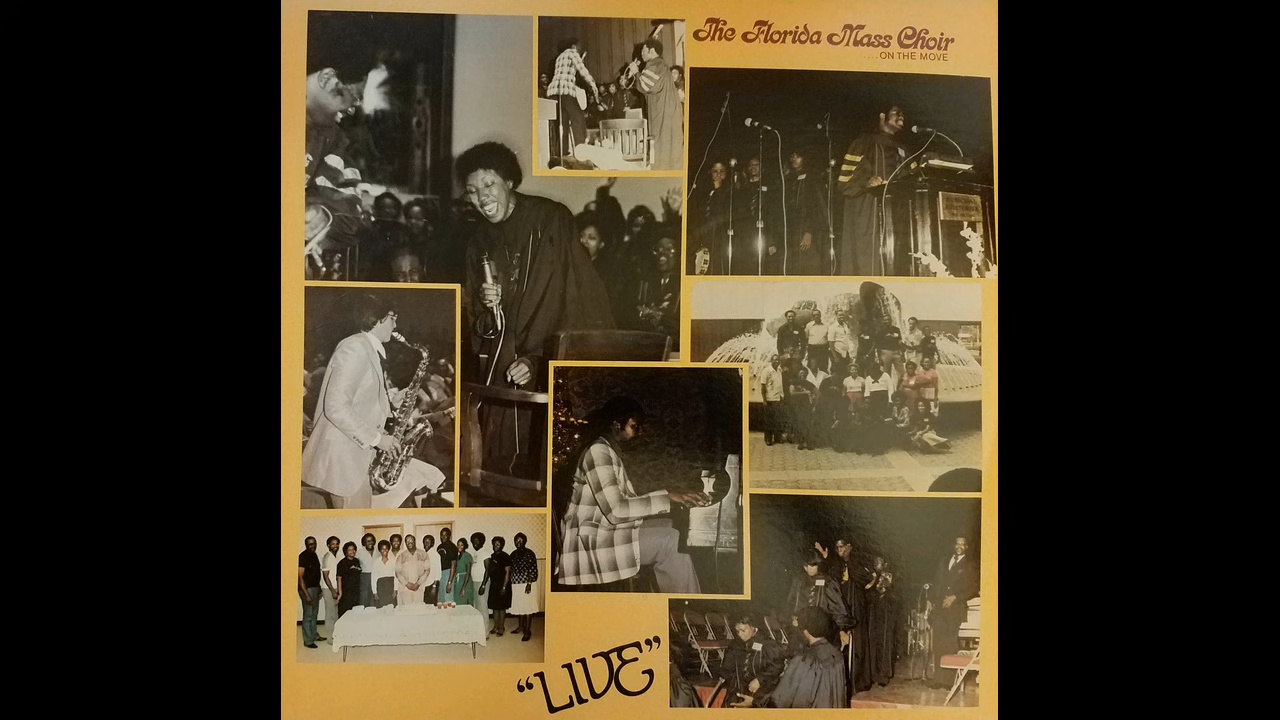 The Florida Mass Choir
....ON THE MOVE
"LIVE"